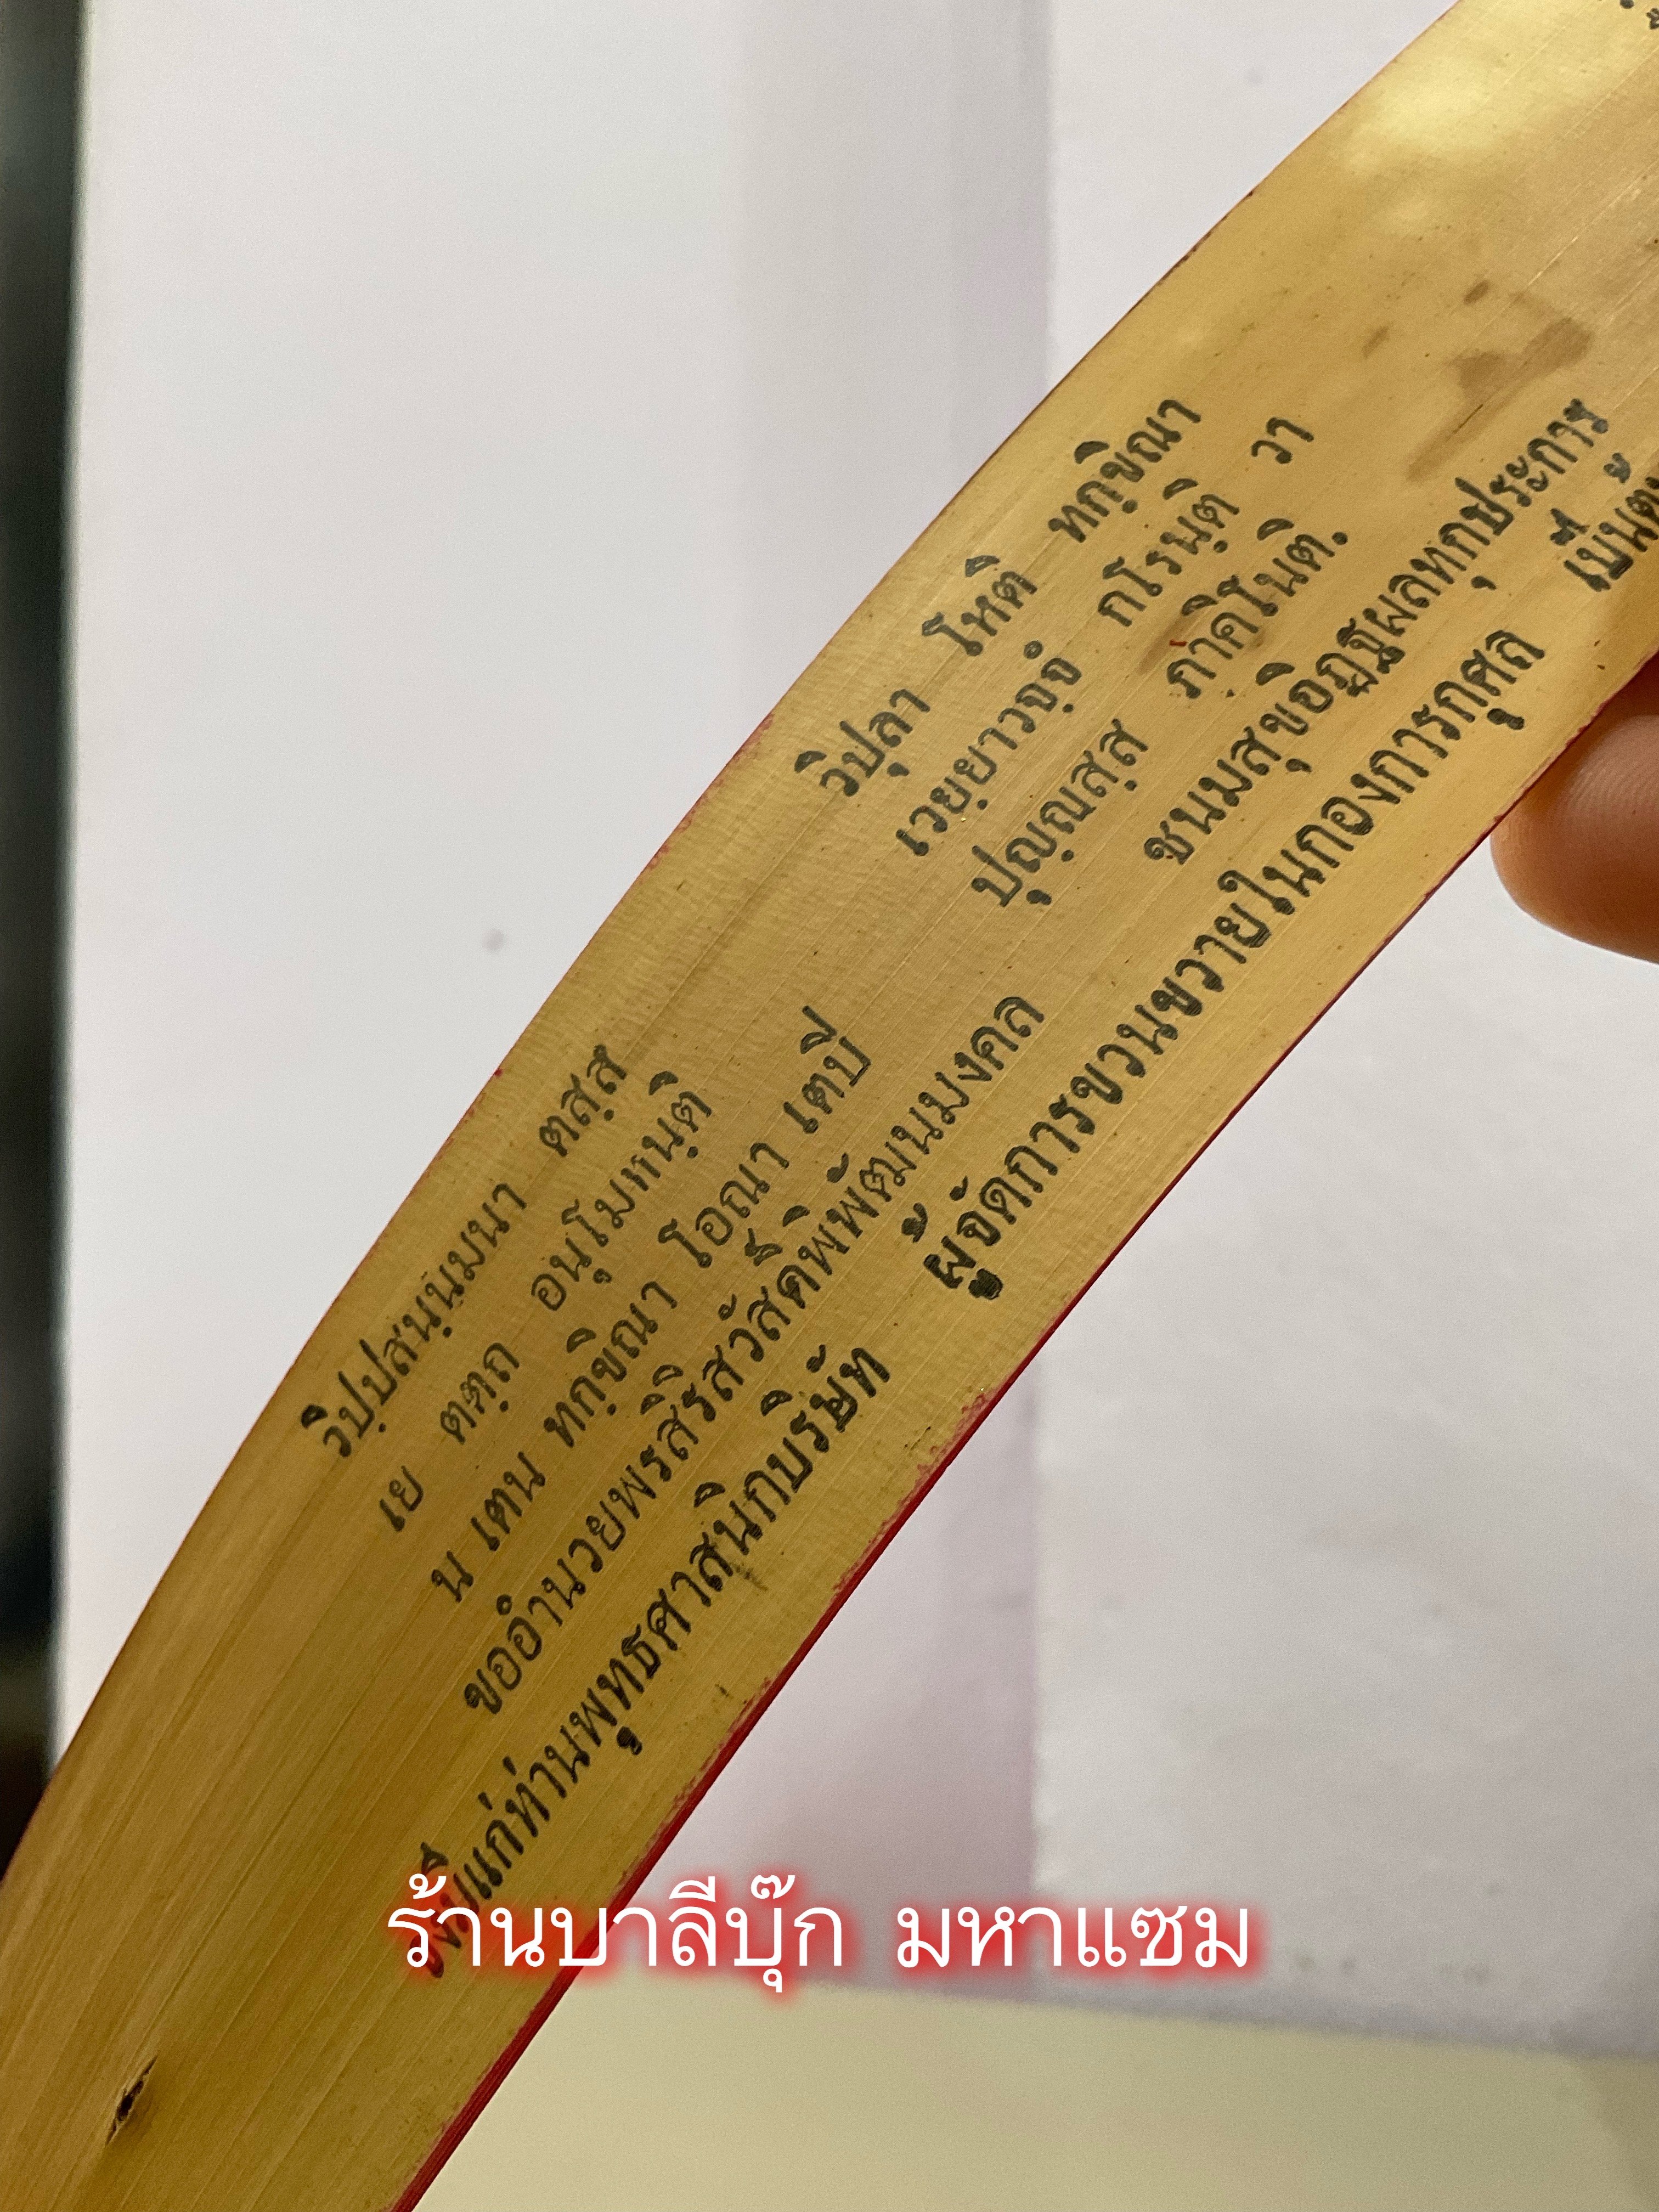 วิปฺปสนฺนมนา ตสฺส วิปุลา โหติ ทกฺขิณา
เย ตตฺถ อนุโมทนฺติ เวยฺยาวจฺจํ กโรนฺติ วา
น เตน ทกฺขิณา โอณา เตปิ ปุญฺญสฺส ภาคิโนติ.
ขออำนวยพรสิริสวัสดิ์พิพัฒนมงคล ชนมสุขอิฏฐิผลทุกประการ
แก่ท่านพุทธศาสนิกบริษัท ผู้จัดการขวนขวายในกองการกุศล
ร้านบาลีบุ๊ก มหาแซม